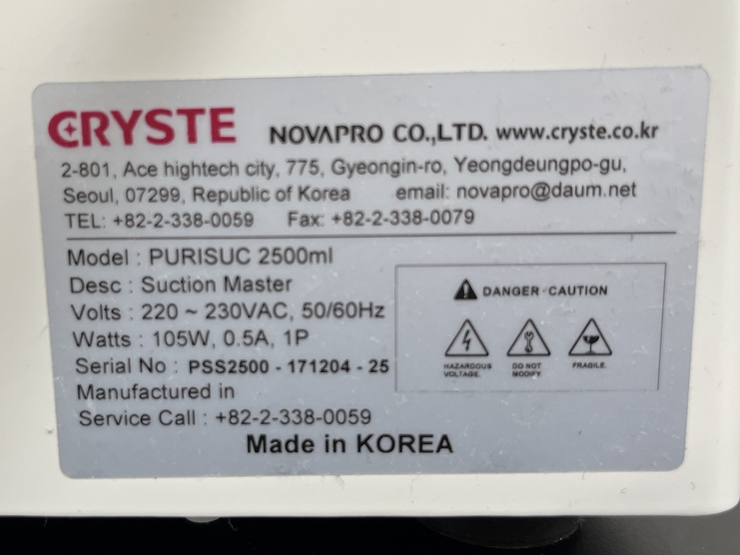 CRYSTE NOVAPRO CO.,LTD. www.cryste.co.kr
2-801, Ace hightech city, 775, Gyeongin-ro, Yeongdeungpo-gu,
Seoul, 07299, Republic of Korea email: novapro@daum.net
TEL: +82-2-338-0059 Fax: +82-2-338-0079
Model : PURISUC 2500ml
Desc : Suction Master
Volts : 220 ~ 230VAC, 50/60Hz
Watts : 105W, 0.5A, 1P
Serial No : PSS2500 - 171204 - 25
Manufactured in
Service Call : +82-2-338-0059
Made in KOREA
DANGER·CAUTION
HAZARDOUS VOLTAGE.
DO NOT MODIFY.
FRAGILE.